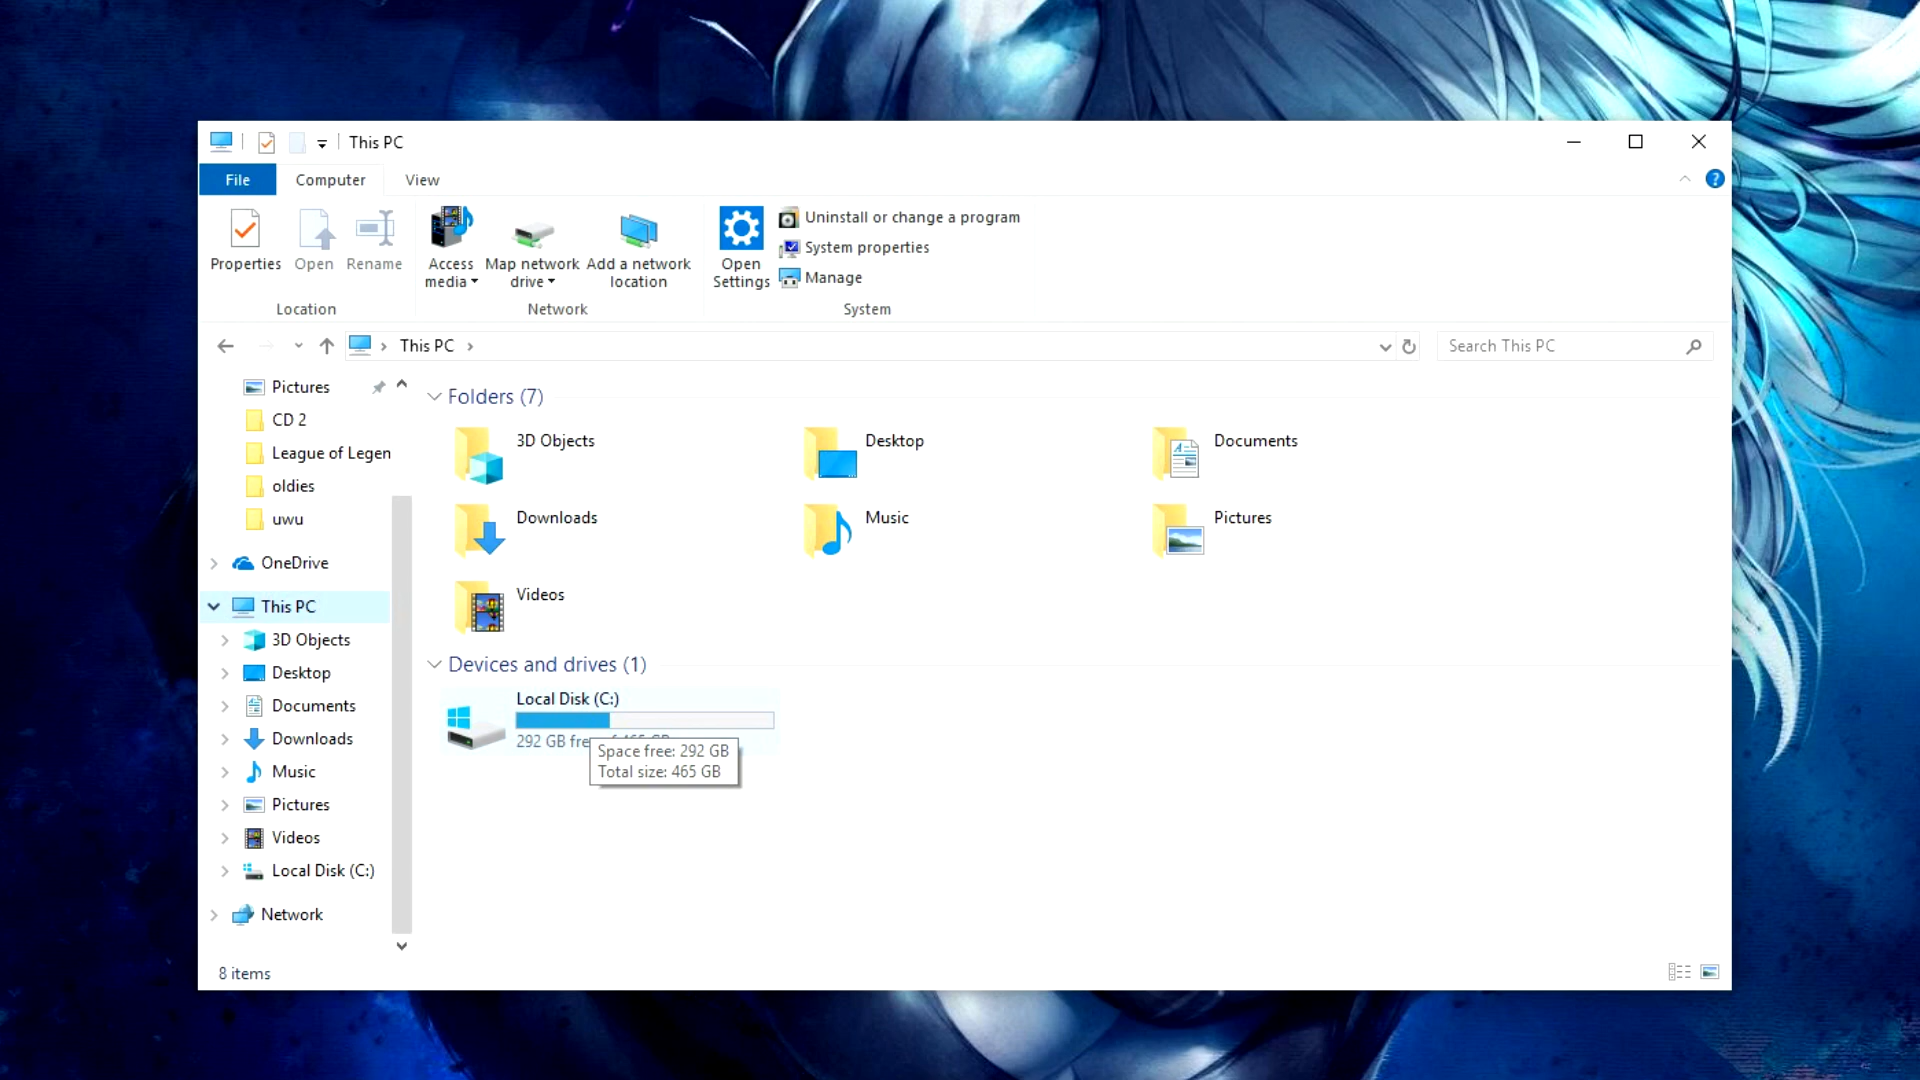 This PC
File Computer View
Properties Open Rename
Access media Map network drive Add a network location
Open Settings
Uninstall or change a program
System properties
Manage
Location Network System
This PC
Search This PC
Pictures
CD 2
League of Legen
oldies
uwu
OneDrive
This PC
3D Objects
Desktop
Documents
Downloads
Music
Pictures
Videos
Local Disk (C:)
Network
Folders (7)
3D Objects Desktop Documents
Downloads Music Pictures
Videos
Devices and drives (1)
Local Disk (C:)
292 GB fre
Space free: 292 GB
Total size: 465 GB
8 items